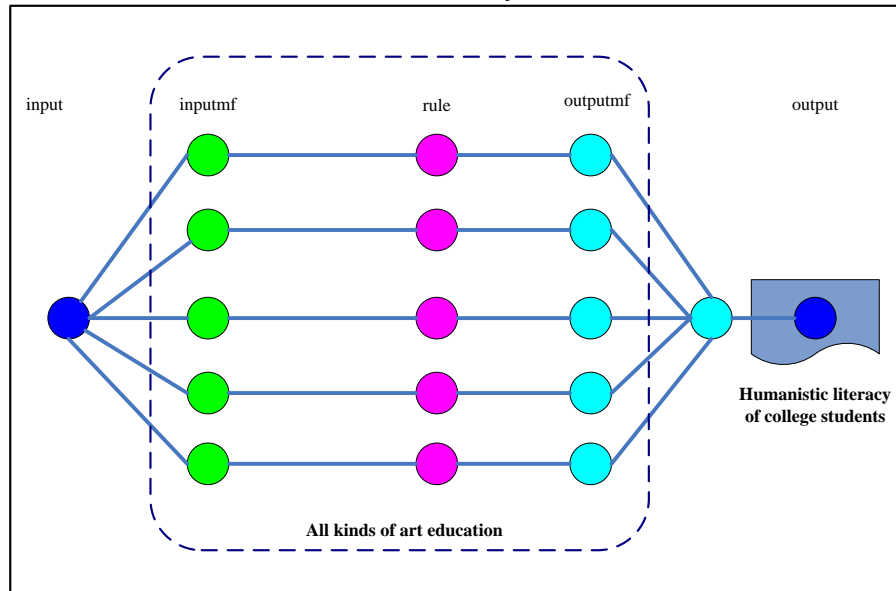 input
inputmf
rule
outputmf
output
Humanistic literacy
of college students
All kinds of art education